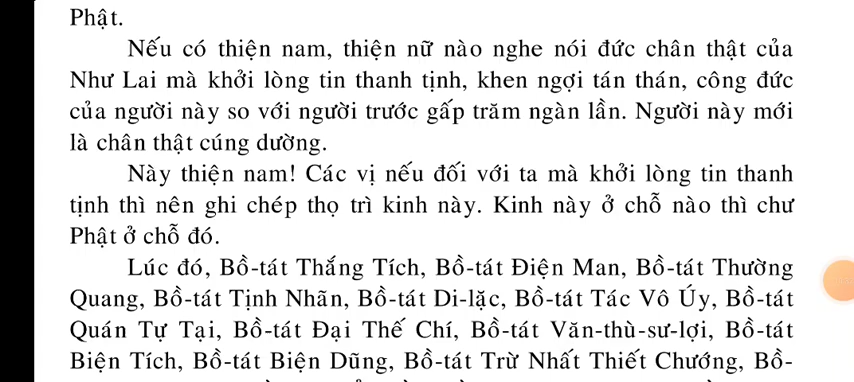 Phật.
Nếu có thiện nam, thiện nữ nào nghe nói đức chân thật của
Như Lai mà khởi lòng tin thanh tịnh, khen ngợi tán thán, công đức
của người này so với người trước gấp trăm ngàn lần. Người này mới
là chân thật cúng dường.
Này thiện nam! Các vị nếu đối với ta mà khởi lòng tin thanh
tịnh thì nên ghi chép thọ trì kinh này. Kinh này ở chỗ nào thì chư
Phật ở chỗ đó.
Lúc đó, Bồ-tát Thắng Tích, Bồ-tát Điện Man, Bồ-tát Thường
Quang, Bồ-tát Tịnh Nhãn, Bồ-tát Di-lặc, Bồ-tát Tác Vô Úy, Bồ-tát
Quán Tự Tại, Bồ-tát Đại Thế Chí, Bồ-tát Văn-thù-sư-lợi, Bồ-tát
Biện Tích, Bồ-tát Biện Dũng, Bồ-tát Trừ Nhất Thiết Chướng, Bồ-